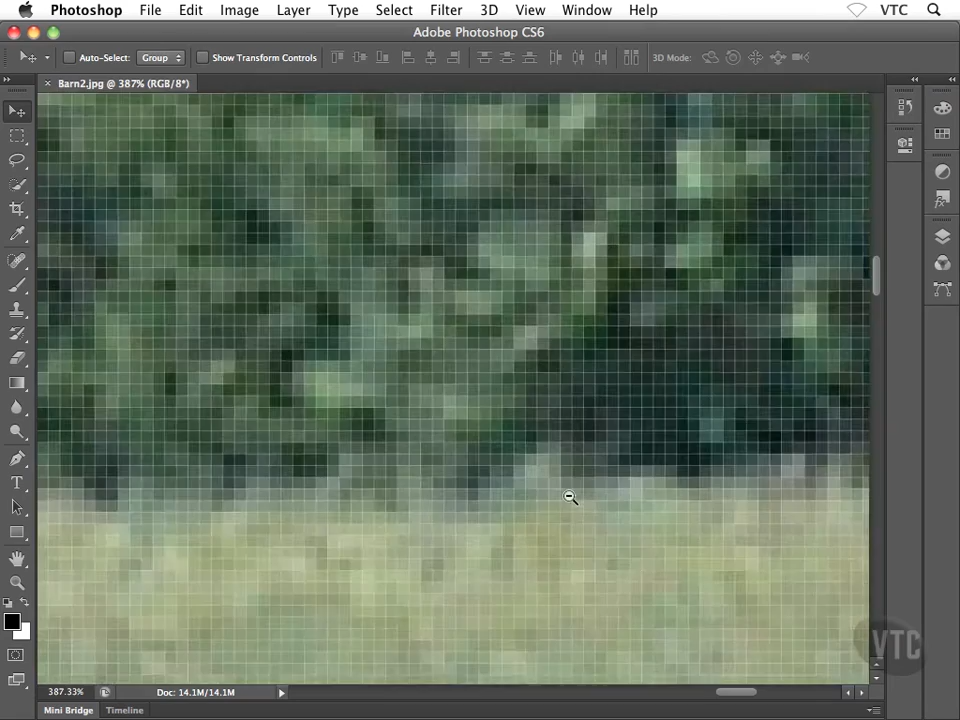 Photoshop File Edit Image Layer Type Select Filter 3D View Window Help VTC
Adobe Photoshop CS6
Auto-Select: Group Show Transform Controls 3D Mode:
Barn2.jpg @ 387% (RGB/8*)
VTC
387.33% Doc: 14.1M/14.1M
Mini Bridge Timeline